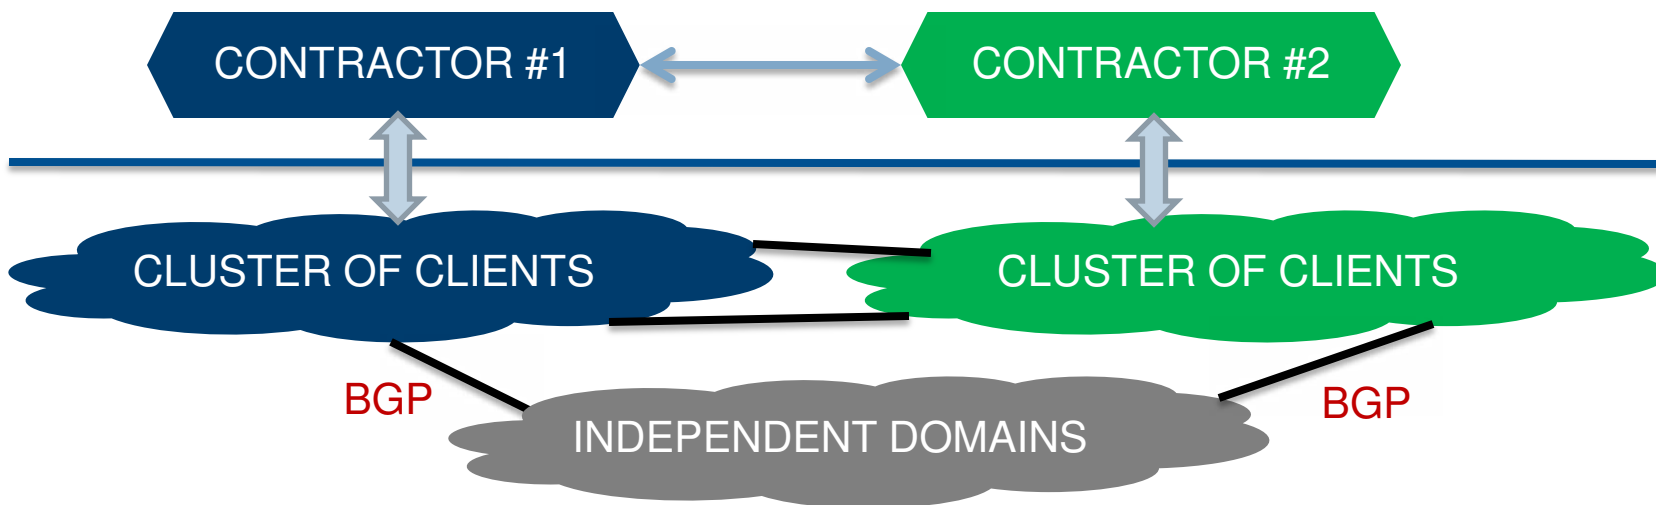 CONTRACTOR #1
CONTRACTOR #2
CLUSTER OF CLIENTS
CLUSTER OF CLIENTS
BGP
BGP
INDEPENDENT DOMAINS